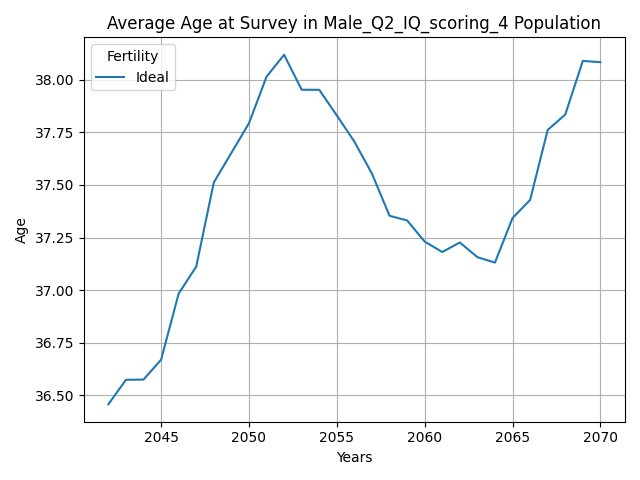 Average Age at Survey in Male_Q2_IQ_scoring_4 Population
Fertility
Ideal
Age
38.00
37.75
37.50
37.25
37.00
36.75
36.50
2045 2050 2055 2060 2065 2070
Years